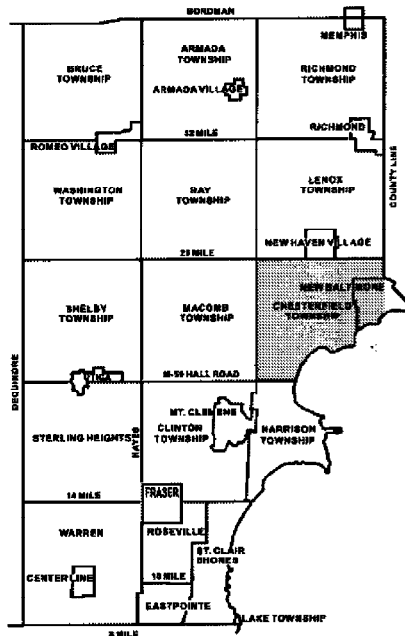 BORDMAN
MEMPHIS
ARMADA
TOWNSHIP
BRUCE
TOWNSHIP
RICHMOND
TOWNSHIP
ARMADA VILLAGE
RICHMOND
32 MILE
ROMEO VILLAGE
COUNTY LINE
WASHINGTON
TOWNSHIP
RAY
TOWNSHIP
LENOX
TOWNSHIP
NEW HAVEN VILLAGE
26 MILE
NEW BALTIMORE
CHESTERFIELD
TOWNSHIP
SHELBY
TOWNSHIP
MACOMB
TOWNSHIP
DEQUINDRE
UTICA
M-59 HALL ROAD
HAYES
MT. CLEMENS
CLINTON
TOWNSHIP
HARRISON
TOWNSHIP
STERLING HEIGHTS
14 MILE
FRASER
WARREN
ROSEVILLE
ST. CLAIR
SHORES
CENTER LINE
10 MILE
EASTPOINTE
LAKE TOWNSHIP
8 MILE